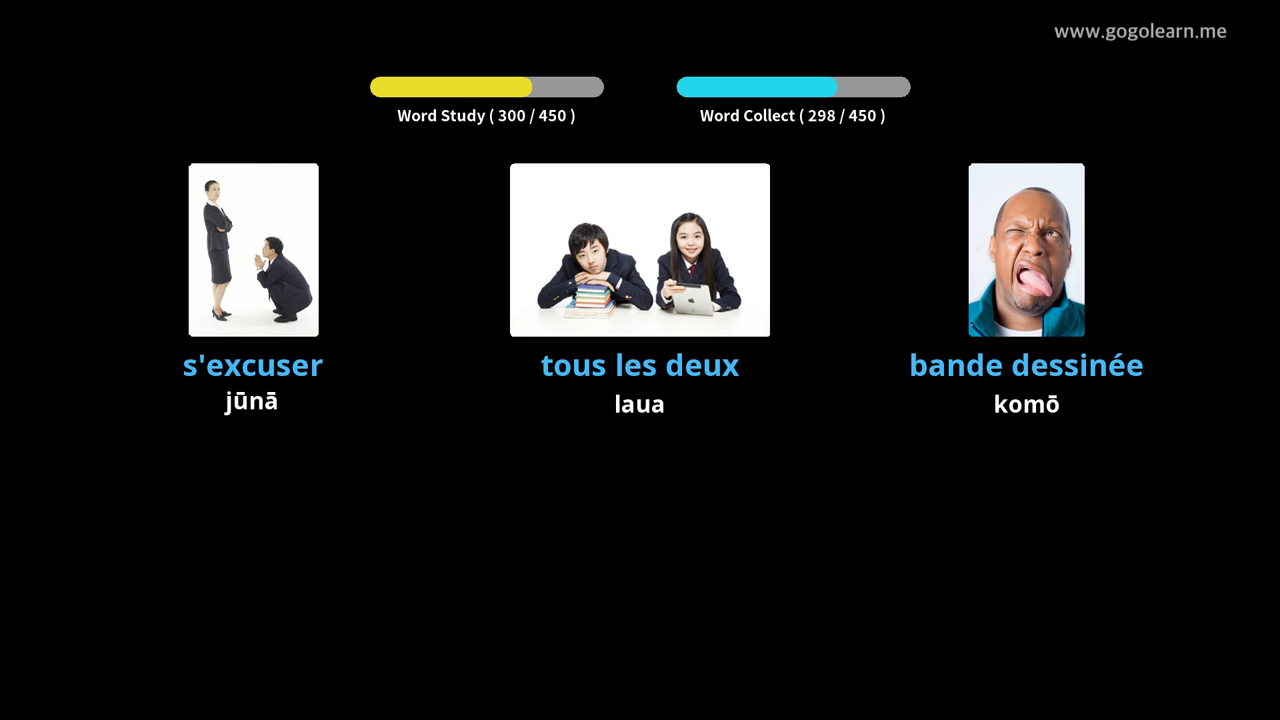 www.gogolearn.me
Word Study ( 300 / 450 )
Word Collect ( 298 / 450 )
s'excuser
jūnā
tous les deux
laua
bande dessinée
komō